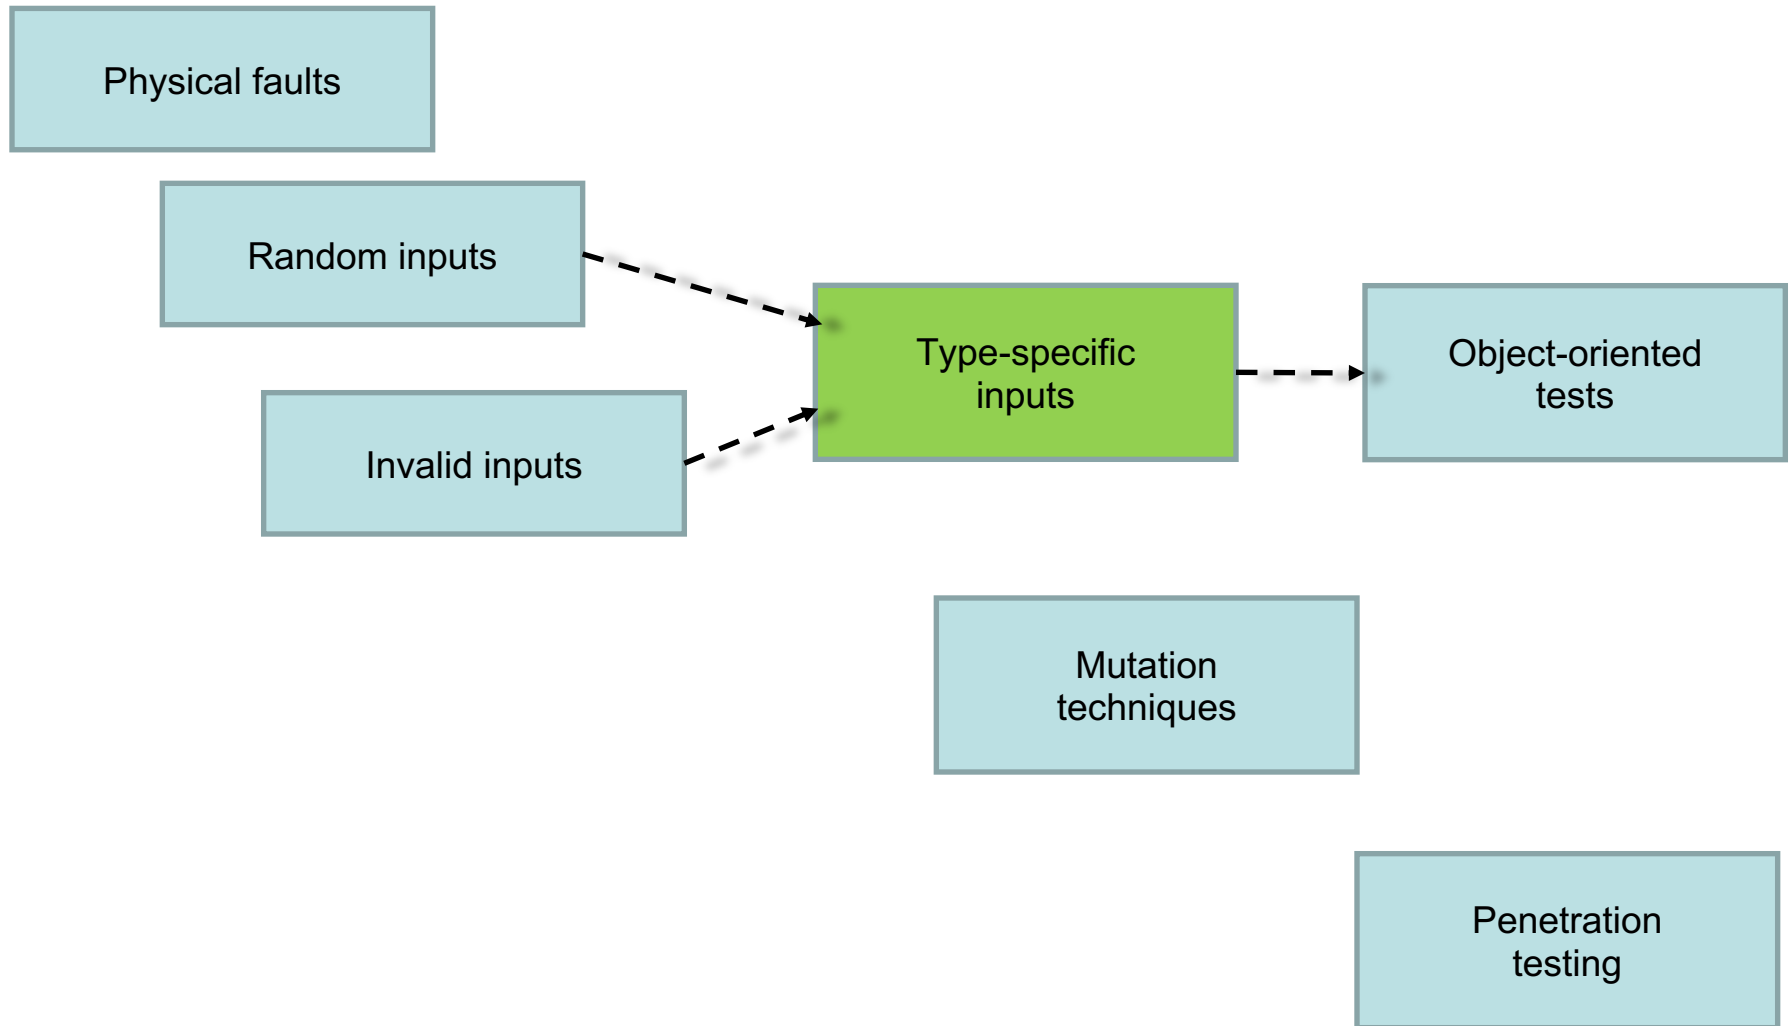 Physical faults
Random inputs
Type-specific
inputs
Object-oriented
tests
Invalid inputs
Mutation
techniques
Penetration
testing